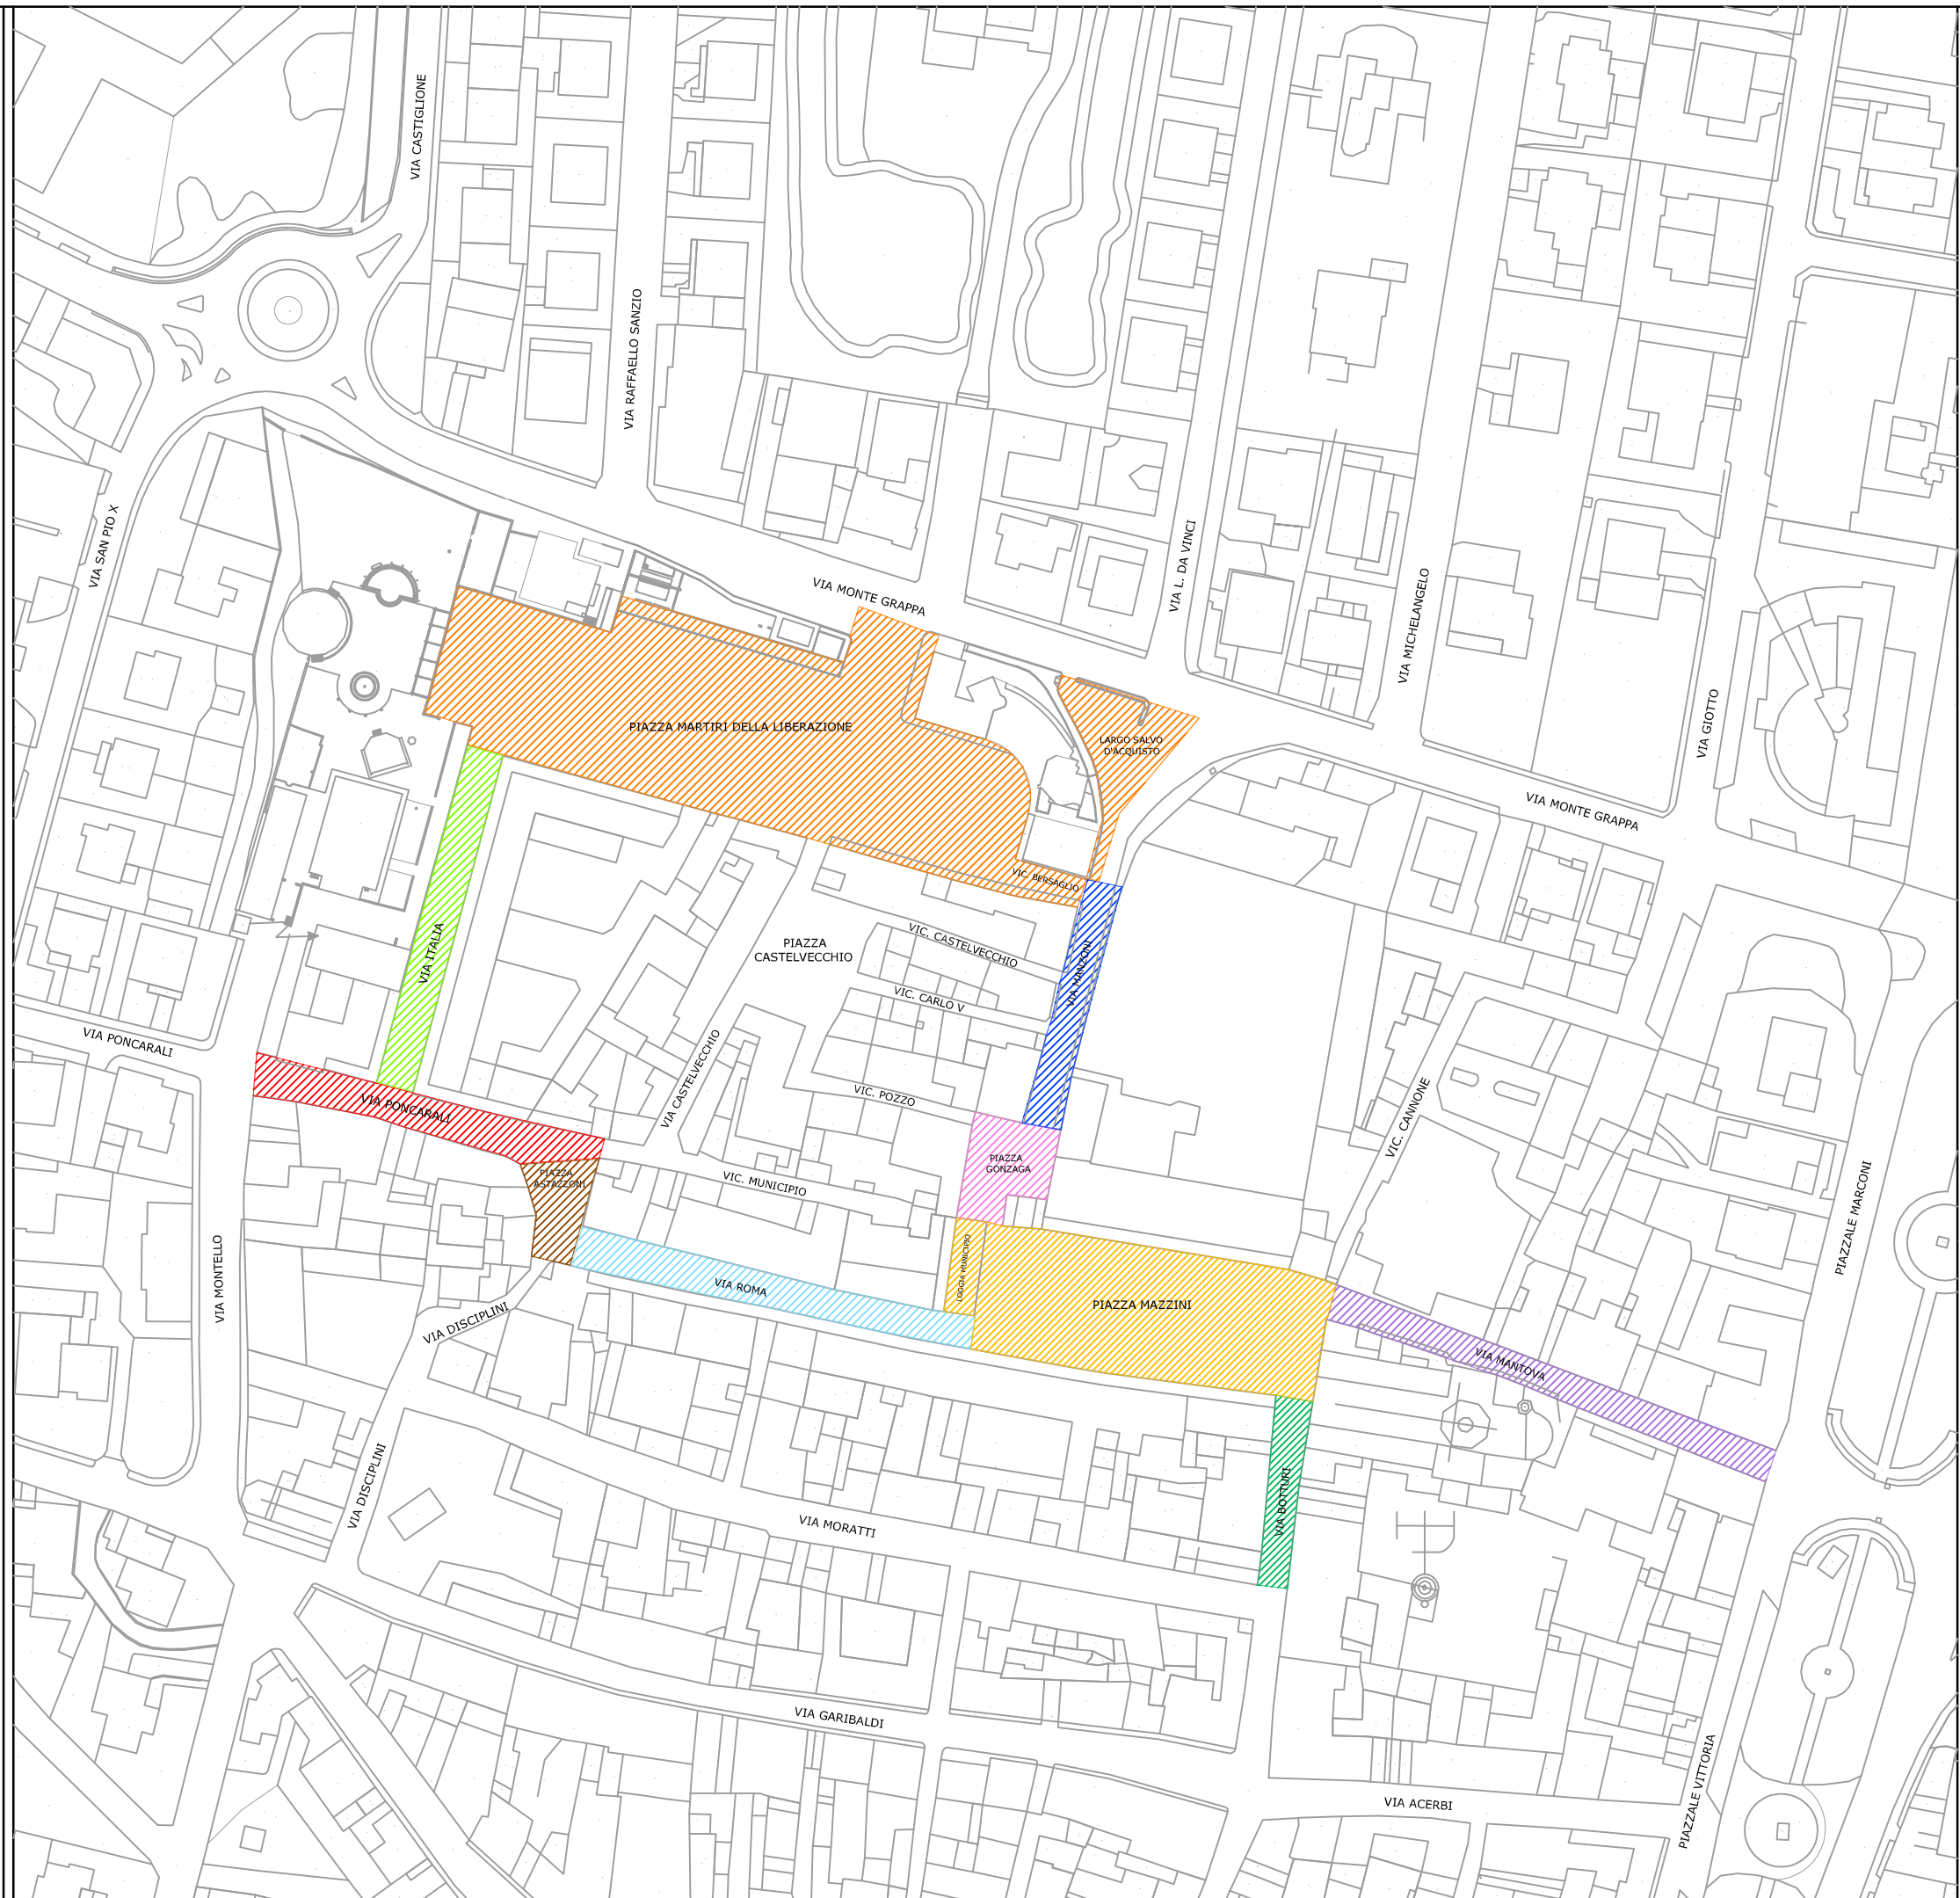 VIA CASTIGLIONE
VIA RAFFAELLO SANZIO
VIA SAN PIO X
VIA MONTE GRAPPA
VIA L. DA VINCI
VIA MICHELANGELO
VIA GIOTTO
PIAZZA MARTIRI DELLA LIBERAZIONE
LARGO SALVO
D'ACQUISTO
VIA MONTE GRAPPA
VIC. BERSAGLIO
VIA ITALIA
PIAZZA
CASTELVECCHIO
VIC. CASTELVECCHIO
VIA MANZONI
VIC. CARLO V
VIA PONCARALI
VIA CASTELVECCHIO
VIC. POZZO
VIA PONCARALI
VIC. CANNONE
PIAZZA
GONZAGA
PIAZZA
ASTAZZONI
VIC. MUNICIPIO
PIAZZALE MARCONI
VIA MONTELLO
LOGGIA MUNICIPIO
VIA ROMA
PIAZZA MAZZINI
VIA DISCIPLINI
VIA MANTOVA
VIA DISCIPLINI
VIA BOTTURI
VIA MORATTI
VIA GARIBALDI
PIAZZALE VITTORIA
VIA ACERBI